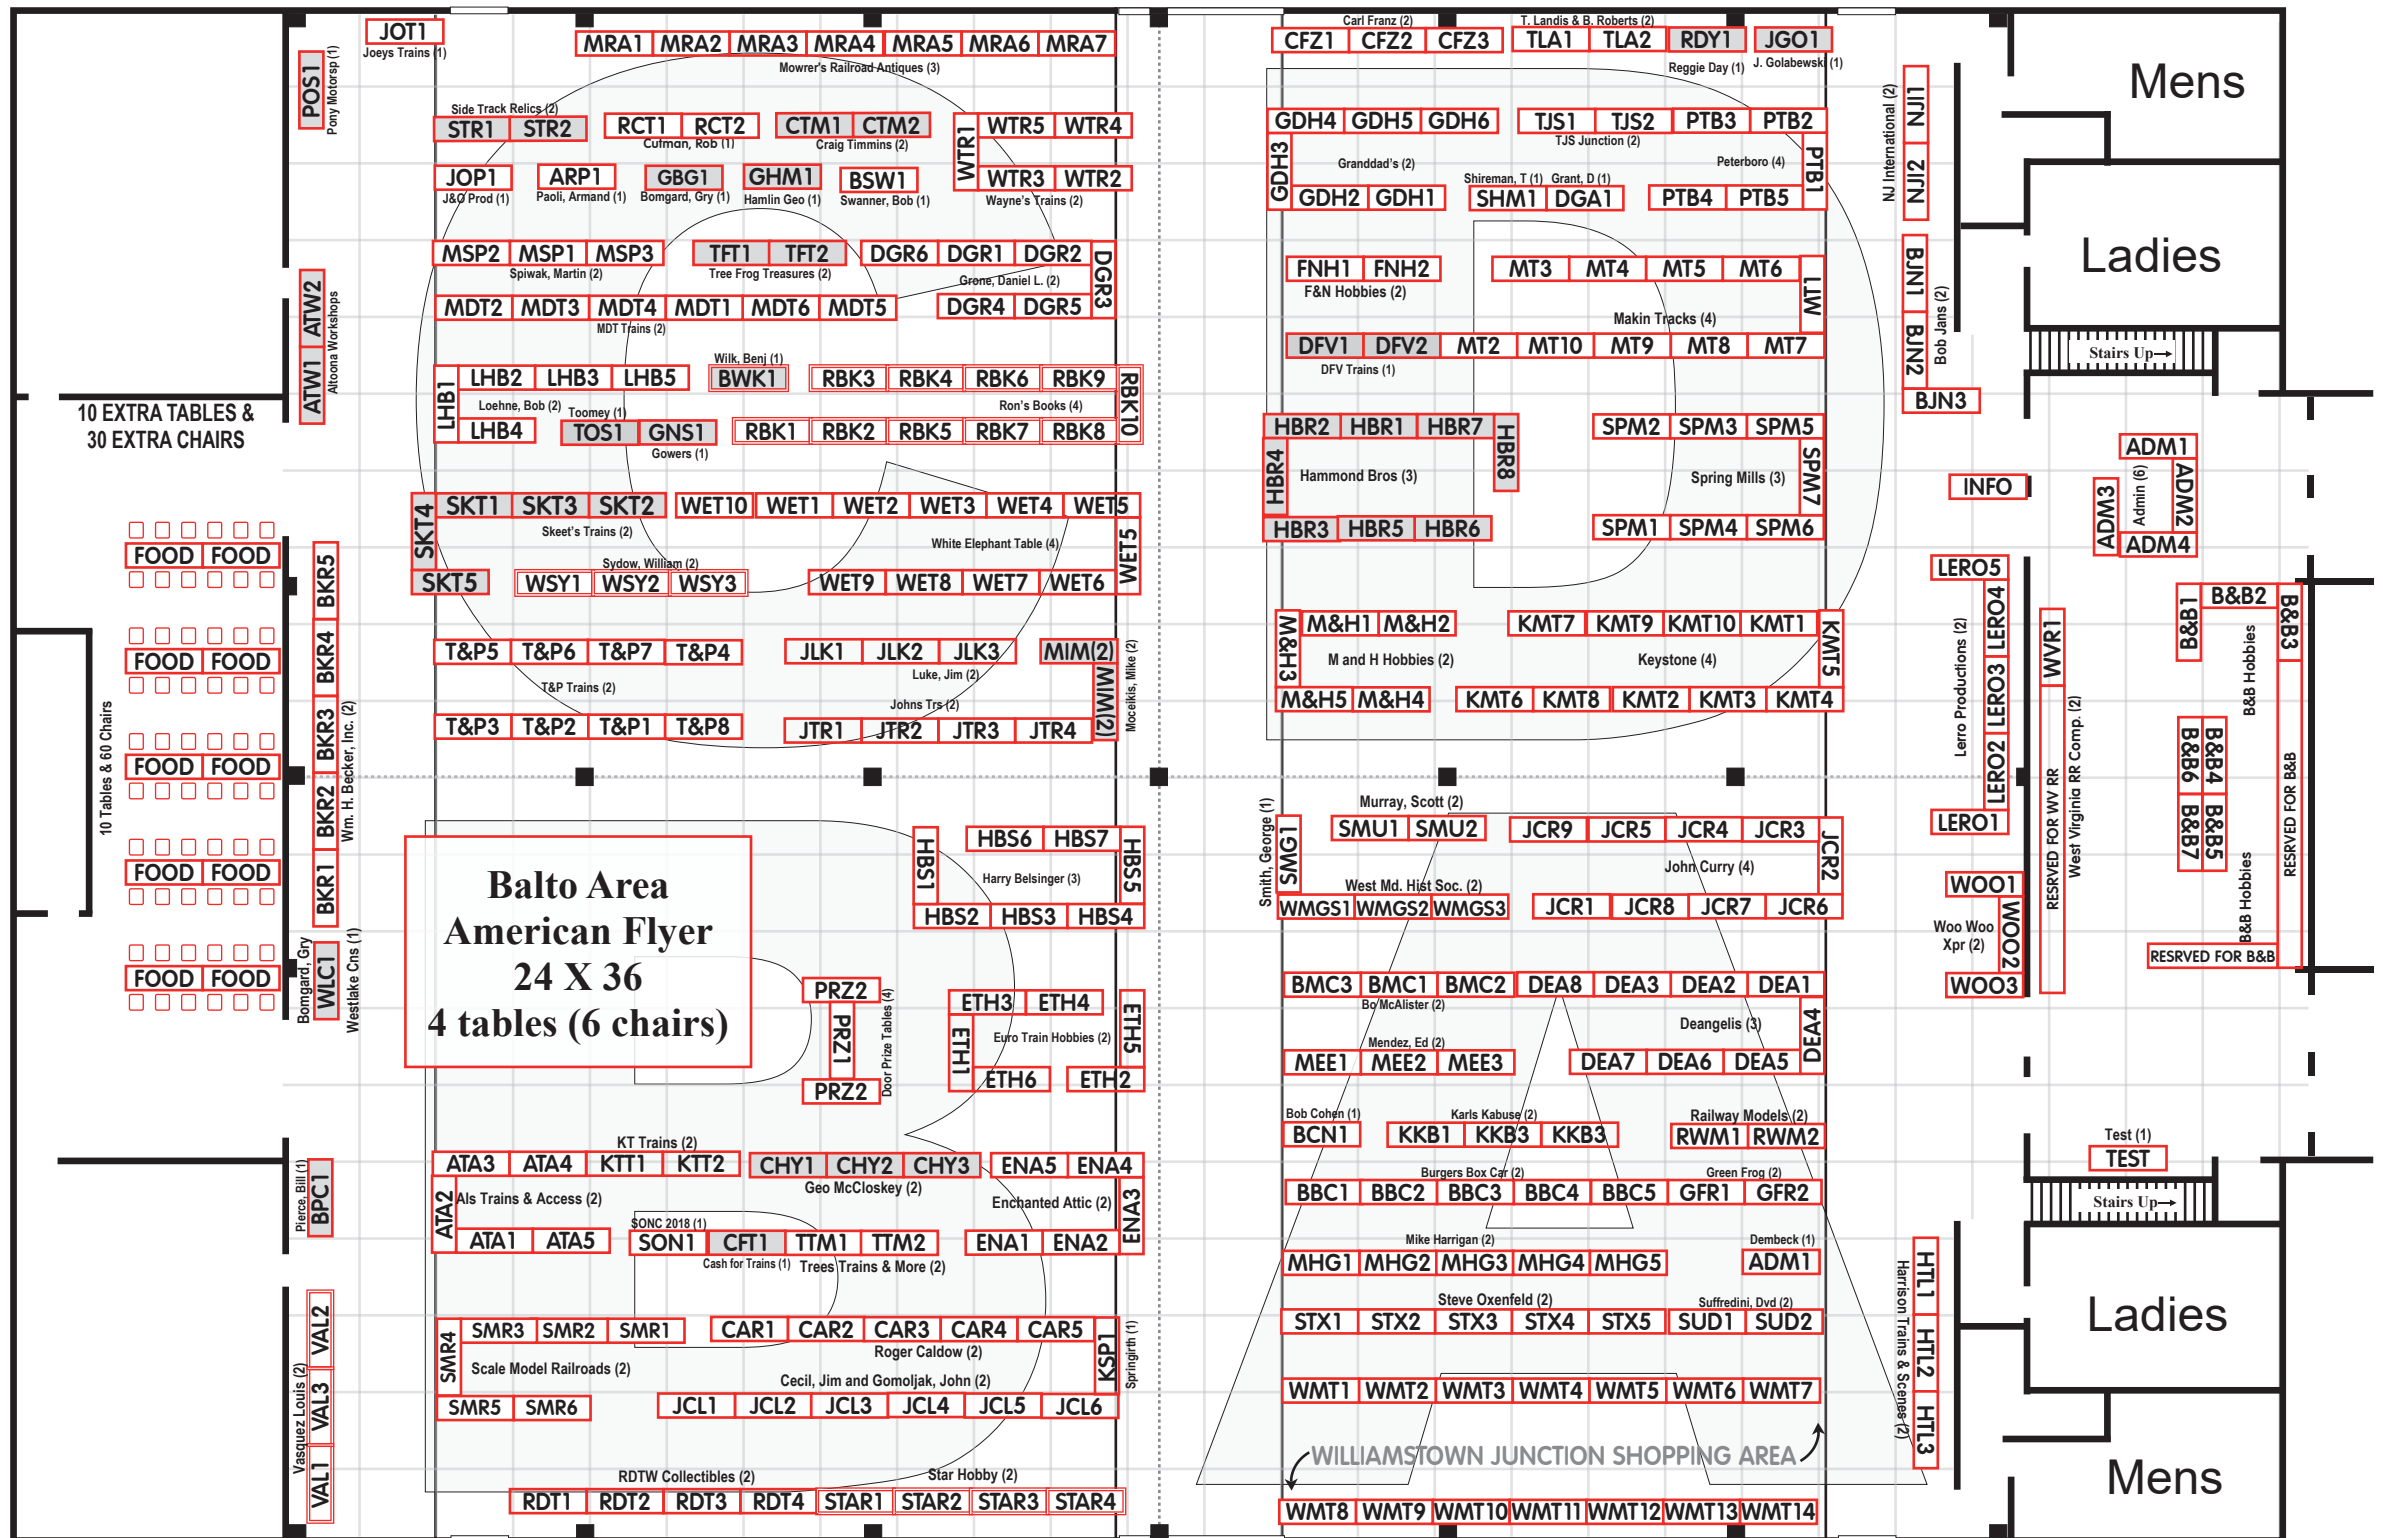 JOT1
Joeys Trains (1)
POS1
Pony Motorsp (1)
MRA1 MRA2 MRA3 MRA4 MRA5 MRA6 MRA7
Mowrer's Railroad Antiques (3)
Side Track Relics (2)
STR1 STR2
RCT1 RCT2
Cutman, Rob (1)
CTM1 CTM2
Craig Timmins (2)
WTR1
WTR5 WTR4
WTR3 WTR2
Wayne's Trains (2)
JOP1
J&O Prod (1)
ARP1
Paoli, Armand (1)
GBG1
Bomgard, Gry (1)
GHM1
Hamlin Geo (1)
BSW1
Swanner, Bob (1)
MSP2 MSP1 MSP3
Spiwak, Martin (2)
TFT1 TFT2
Tree Frog Treasures (2)
DGR6 DGR1 DGR2
DGR3
Grone, Daniel L. (2)
DGR4 DGR5
MDT2 MDT3 MDT4 MDT1 MDT6 MDT5
MDT Trains (2)
ATW2
ATW1
Altoona Workshops
10 EXTRA TABLES &
30 EXTRA CHAIRS
LHB1
LHB2 LHB3 LHB5
Loehne, Bob (2)
LHB4
Wilk, Benj (1)
BWK1
Toomey (1)
TOS1 GNS1
Gowers (1)
RBK3 RBK4 RBK6 RBK9
RBK10
Ron's Books (4)
RBK1 RBK2 RBK5 RBK7 RBK8
SKT4
SKT1 SKT3 SKT2
Skeet's Trains (2)
SKT5
WET10 WET1 WET2 WET3 WET4 WET5
WET5
White Elephant Table (4)
WET9 WET8 WET7 WET6
Sydow, William (2)
WSY1 WSY2 WSY3
FOOD FOOD
FOOD FOOD
FOOD FOOD
FOOD FOOD
FOOD FOOD
10 Tables & 60 Chairs
BKR5
BKR4
BKR3
BKR2
BKR1
Wm. H. Becker, Inc. (2)
T&P5 T&P6 T&P7 T&P4
T&P Trains (2)
T&P3 T&P2 T&P1 T&P8
JLK1 JLK2 JLK3
Luke, Jim (2)
MIM(2)
MIM(2)
Moceikis, Mike (2)
Johns Trs (2)
JTR1 JTR2 JTR3 JTR4
Balto Area
American Flyer
24 X 36
4 tables (6 chairs)
HBS1
HBS6 HBS7
HBS5
Harry Belsinger (3)
HBS2 HBS3 HBS4
Bomgard, Gry
WLC1
Westlake Cns (1)
PRZ2
PRZ1
PRZ2
Door Prize Tables (4)
ETH3 ETH4
ETH1
ETH5
Euro Train Hobbies (2)
ETH6 ETH2
KT Trains (2)
ATA3 ATA4 KTT1 KTT2
ATA2
Als Trains & Access (2)
ATA1 ATA5
CHY1 CHY2 CHY3
Geo McCloskey (2)
ENA5 ENA4
ENA3
Enchanted Attic (2)
ENA1 ENA2
SONC 2018 (1)
SON1 CFT1 TTM1 TTM2
Cash for Trains (1)
Trees Trains & More (2)
Pierce, Bill (1)
BPC1
VAL2
VAL3
VAL1
Vasquez Louis (2)
SMR4
SMR3 SMR2 SMR1
Scale Model Railroads (2)
SMR5 SMR6
CAR1 CAR2 CAR3 CAR4 CAR5
Roger Caldow (2)
KSP1
Springirth (1)
Cecil, Jim and Gomoljak, John (2)
JCL1 JCL2 JCL3 JCL4 JCL5 JCL6
RDTW Collectibles (2)
Star Hobby (2)
RDT1 RDT2 RDT3 RDT4 STAR1 STAR2 STAR3 STAR4
Carl Franz (2)
CFZ1 CFZ2 CFZ3
T. Landis & B. Roberts (2)
TLA1 TLA2 RDY1
Reggie Day (1)
JGO1
J. Golabewski (1)
GDH4 GDH5 GDH6
GDH3
Granddad's (2)
GDH2 GDH1
TJS1 TJS2 PTB3 PTB2
TJS Junction (2)
PTB1
Peterboro (4)
PTB4 PTB5
Shireman, T (1) Grant, D (1)
SHM1 DGA1
FNH1 FNH2
F&N Hobbies (2)
MT3 MT4 MT5 MT6
MT1
Makin Tracks (4)
DFV1 DFV2 MT2 MT10 MT9 MT8 MT7
DFV Trains (1)
HBR2 HBR1 HBR7
HBR8
HBR4
Hammond Bros (3)
HBR3 HBR5 HBR6
SPM2 SPM3 SPM5
SPM7
Spring Mills (3)
SPM1 SPM4 SPM6
M&H3
M&H1 M&H2
M and H Hobbies (2)
M&H5 M&H4
KMT7 KMT9 KMT10 KMT1
KMT5
Keystone (4)
KMT6 KMT8 KMT2 KMT3 KMT4
Smith, George (1)
SMG1
Murray, Scott (2)
SMU1 SMU2
West Md. Hist Soc. (2)
WMGS1 WMGS2 WMGS3
JCR9 JCR5 JCR4 JCR3
JCR2
John Curry (4)
JCR1 JCR8 JCR7 JCR6
BMC3 BMC1 BMC2 DEA8 DEA3 DEA2 DEA1
Bo McAlister (2)
DEA4
Deangelis (3)
Mendez, Ed (2)
MEE1 MEE2 MEE3
DEA7 DEA6 DEA5
Bob Cohen (1)
BCN1
Karls Kabuse (2)
KKB1 KKB3 KKB3
Railway Models (2)
RWM1 RWM2
Burgers Box Car (2)
Green Frog (2)
BBC1 BBC2 BBC3 BBC4 BBC5 GFR1 GFR2
Mike Harrigan (2)
MHG1 MHG2 MHG3 MHG4 MHG5
Dembeck (1)
ADM1
Steve Oxenfeld (2)
Suffredini, Dvd (2)
STX1 STX2 STX3 STX4 STX5 SUD1 SUD2
WMT1 WMT2 WMT3 WMT4 WMT5 WMT6 WMT7
WILLIAMSTOWN JUNCTION SHOPPING AREA
WMT8 WMT9 WMT10 WMT11 WMT12 WMT13 WMT14
NJ International (2)
NJI1
NJI2
BJN1
BJN2
BJN3
Bob Jans (2)
Mens
Ladies
Stairs Up
INFO
ADM1
ADM2
ADM3
ADM4
Admin (6)
LERO5
LERO4
LERO3
LERO2
LERO1
Lerro Productions (2)
WVR1
RESRVED FOR WV RR
West Virginia RR Comp. (2)
B&B1
B&B2
B&B3
B&B Hobbies
B&B6 B&B4
B&B7 B&B5
B&B Hobbies
B&B
RESRVED FOR B&B
RESRVED FOR B&B
WOO1
WOO2
WOO3
Woo Woo
Xpr (2)
Test (1)
TEST
Stairs Up
Ladies
Mens
HTL1
HTL2
HTL3
Harrison Trains & Scenes (2)